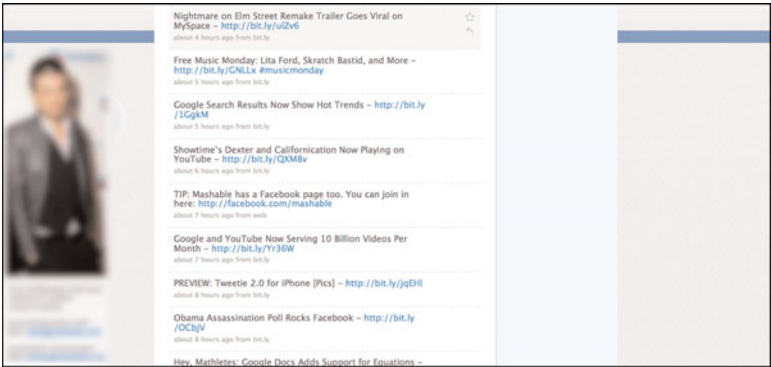 Nightmare on Elm Street Remake Trailer Goes Viral on
MySpace – http://bit.ly/ulZv6
about 4 hours ago from bit.ly
Free Music Monday: Lita Ford, Skratch Bastid, and More –
http://bit.ly/GNLLx #musicmonday
about 5 hours ago from bit.ly
Google Search Results Now Show Hot Trends – http://bit.ly
/1GgkM
about 5 hours ago from bit.ly
Showtime's Dexter and Californication Now Playing on
YouTube – http://bit.ly/QXM8v
about 6 hours ago from bit.ly
TIP: Mashable has a Facebook page too. You can join in
here: http://facebook.com/mashable
about 7 hours ago from web
Google and YouTube Now Serving 10 Billion Videos Per
Month – http://bit.ly/Yr36W
about 7 hours ago from bit.ly
PREVIEW: Tweetie 2.0 for iPhone [Pics] – http://bit.ly/jqEHl
about 8 hours ago from bit.ly
Obama Assassination Poll Rocks Facebook – http://bit.ly
/OCbjV
about 8 hours ago from bit.ly
Hey, Mathletes: Google Docs Adds Support for Equations –